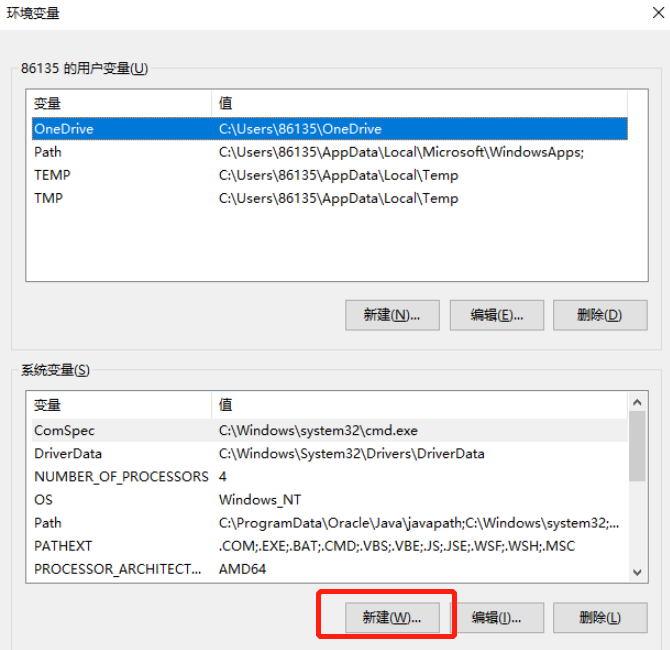 环境变量
86135 的用户变量(U)
变量 值
OneDrive C:\Users\86135\OneDrive
Path C:\Users\86135\AppData\Local\Microsoft\WindowsApps;
TEMP C:\Users\86135\AppData\Local\Temp
TMP C:\Users\86135\AppData\Local\Temp
新建(N)... 编辑(E)... 删除(D)
系统变量(S)
变量 值
ComSpec C:\Windows\system32\cmd.exe
DriverData C:\Windows\System32\Drivers\DriverData
NUMBER_OF_PROCESSORS 4
OS Windows_NT
Path C:\ProgramData\Oracle\Java\javapath;C:\Windows\system32;...
PATHEXT .COM;.EXE;.BAT;.CMD;.VBS;.VBE;.JS;.JSE;.WSF;.WSH;.MSC
PROCESSOR_ARCHITECT... AMD64
新建(W)... 编辑(I)... 删除(L)